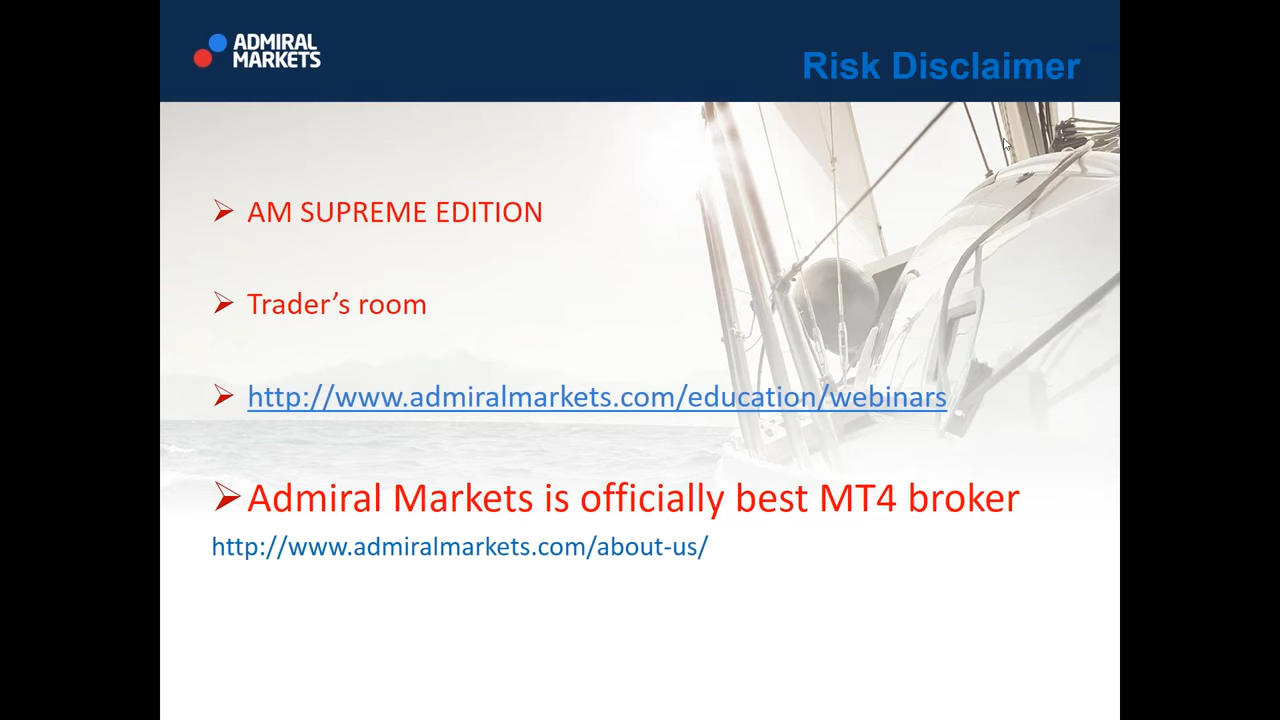 ADMIRAL
MARKETS
Risk Disclaimer
AM SUPREME EDITION
Trader’s room
http://www.admiralmarkets.com/education/webinars
Admiral Markets is officially best MT4 broker
http://www.admiralmarkets.com/about-us/